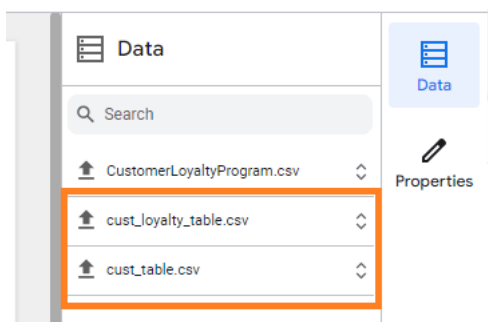 Data
Search
CustomerLoyaltyProgram.csv
cust_loyalty_table.csv
cust_table.csv
Data
Properties